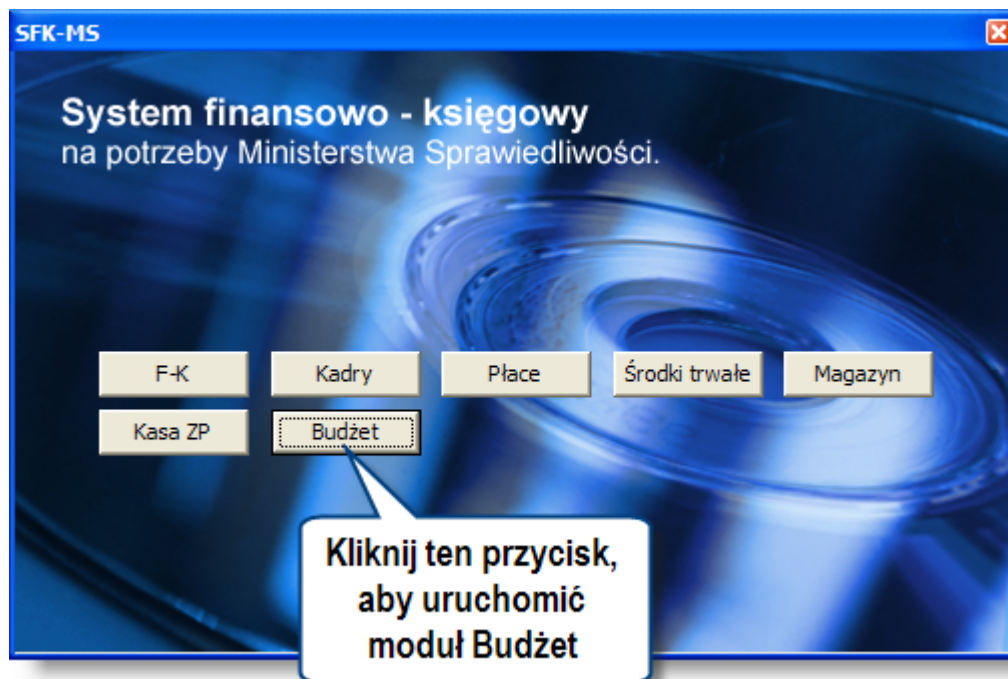 SFK-MS
System finansowo - księgowy
na potrzeby Ministerstwa Sprawiedliwości.
F-K Kadry Płace Środki trwałe Magazyn
Kasa ZP Budżet
Kliknij ten przycisk,
aby uruchomić
moduł Budżet